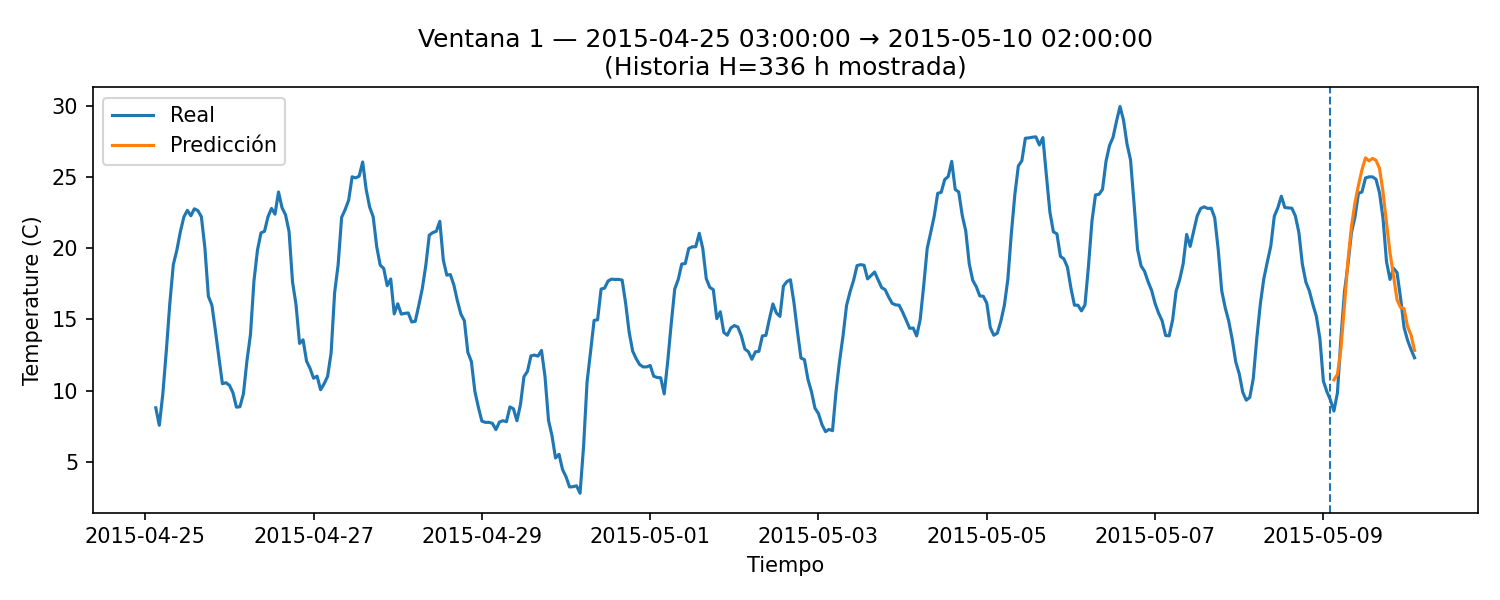 Ventana 1 — 2015-04-25 03:00:00 → 2015-05-10 02:00:00
(Historia H=336 h mostrada)
Real
Predicción
Temperature (C)
30
25
20
15
10
5
2015-04-25 2015-04-27 2015-04-29 2015-05-01 2015-05-03 2015-05-05 2015-05-07 2015-05-09
Tiempo